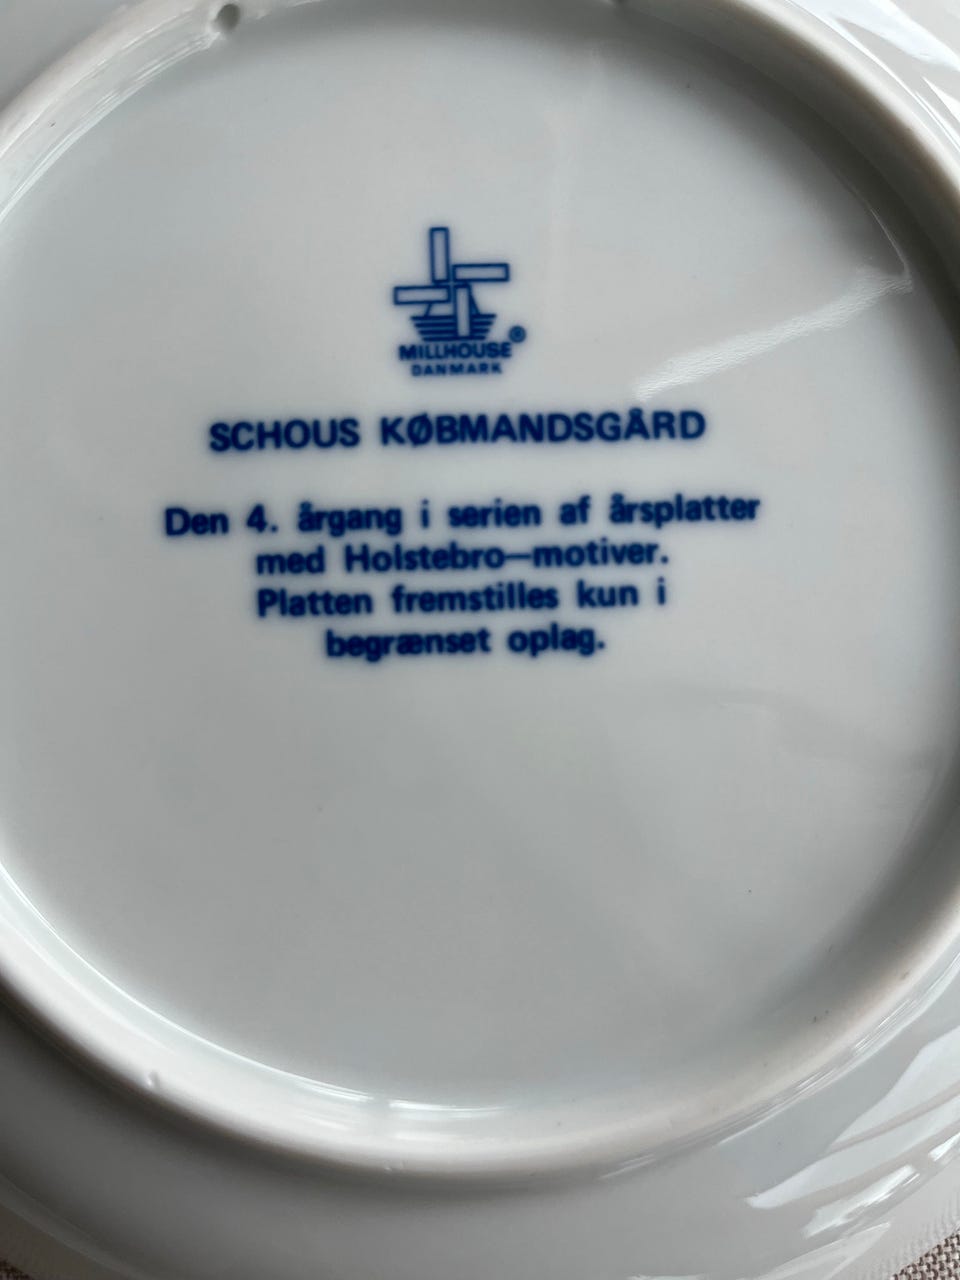 MILLHOUSE®
DANMARK
SCHOUS KØBMANDSGÅRD
Den 4. årgang i serien af årsplatter
med Holstebro—motiver.
Platten fremstilles kun i
begrænset oplag.